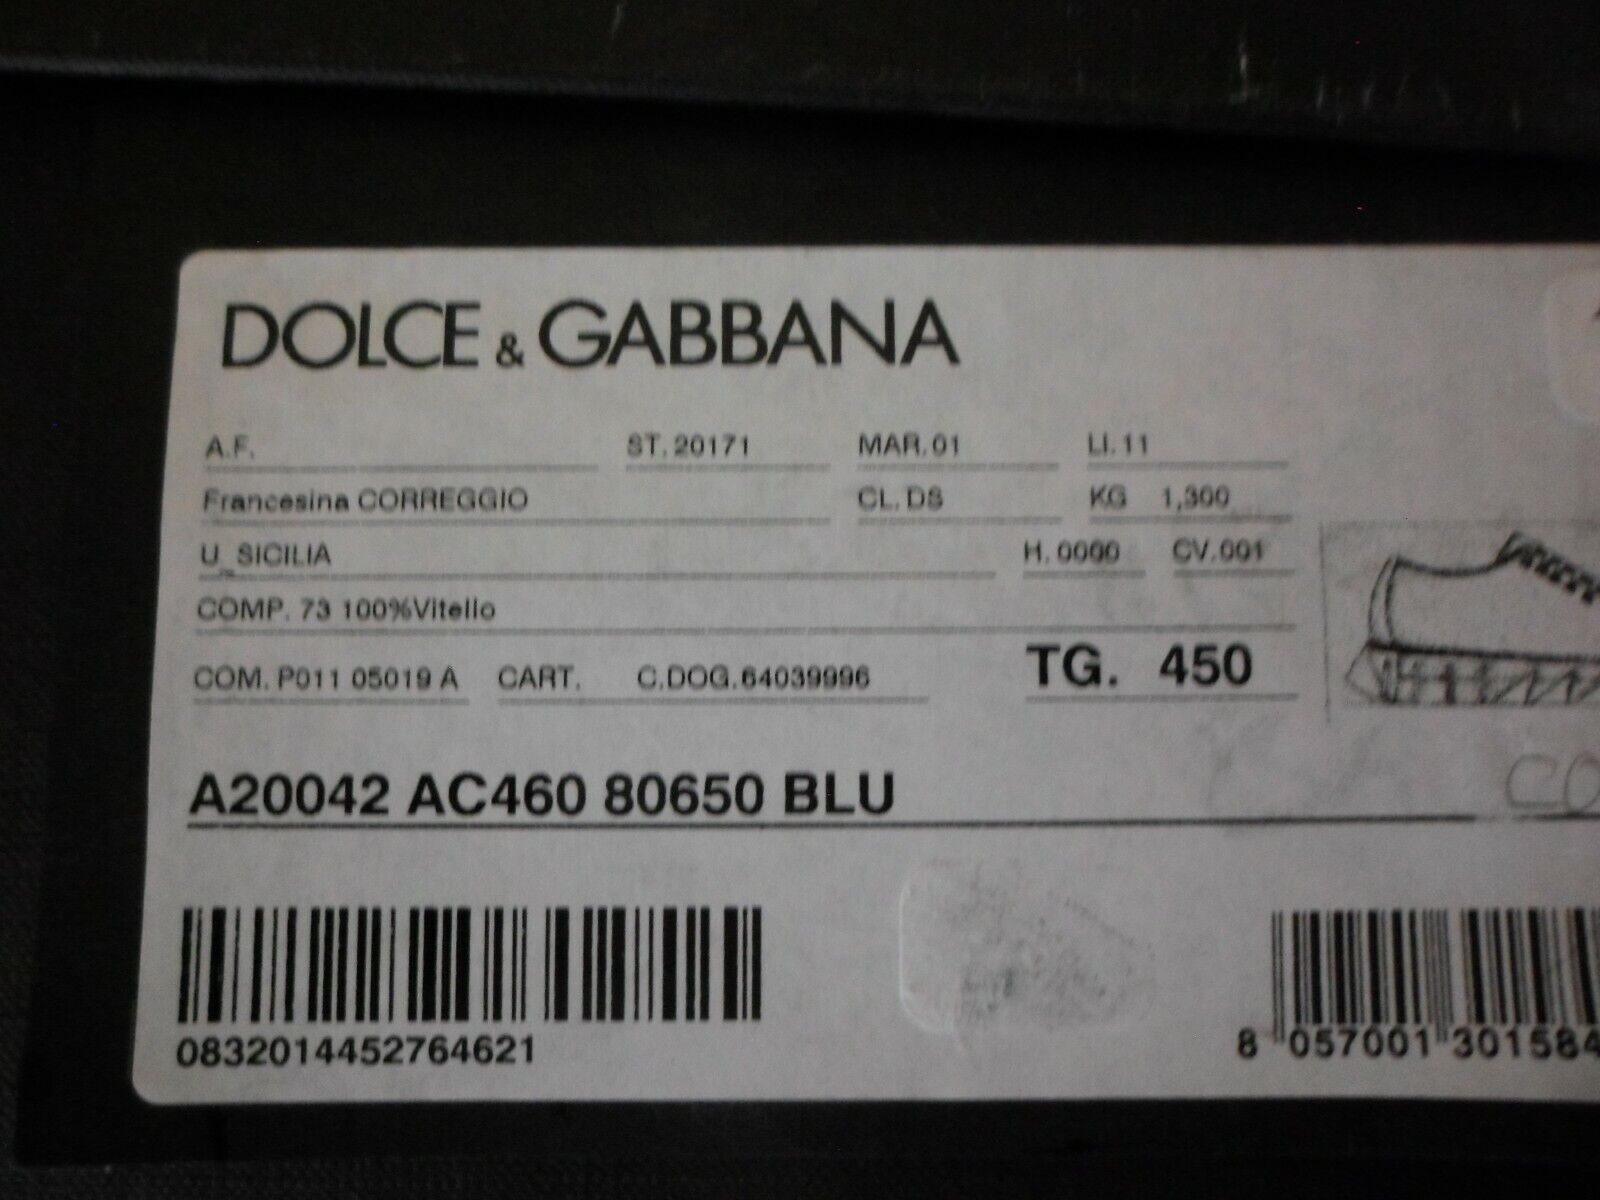 DOLCE & GABBANA
A.F. ST. 20171 MAR. 01 LI. 11
Francesina CORREGGIO CL. DS KG 1,300
U_SICILIA H. 0000 CV. 001
COMP. 73 100%Vitello
COM. P011 05019 A CART. C.DOG.64039996 TG. 450
A20042 AC460 80650 BLU
CO
0832014452764621
8 057001 301584